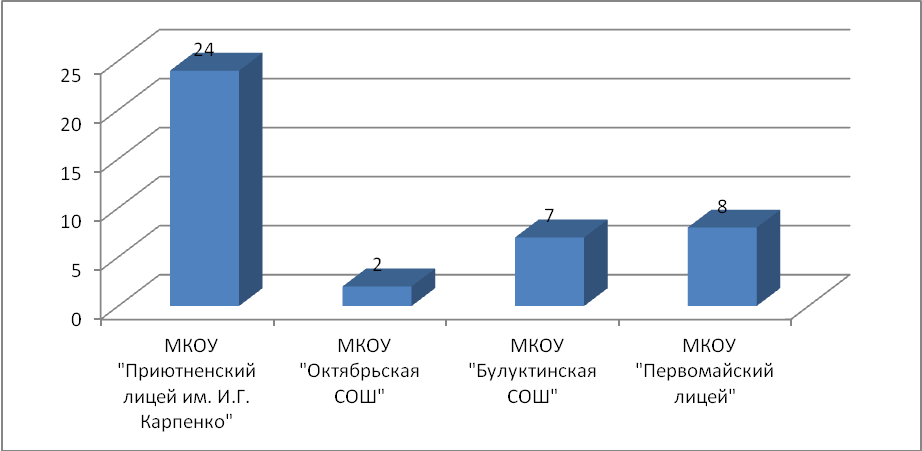 24
25
20
15
10
5
0
2
7
8
МКОУ
"Приютненский
лицей им. И.Г.
Карпенко"
МКОУ
"Октябрьская
СОШ"
МКОУ
"Булуктинская
СОШ"
МКОУ
"Первомайский
лицей"